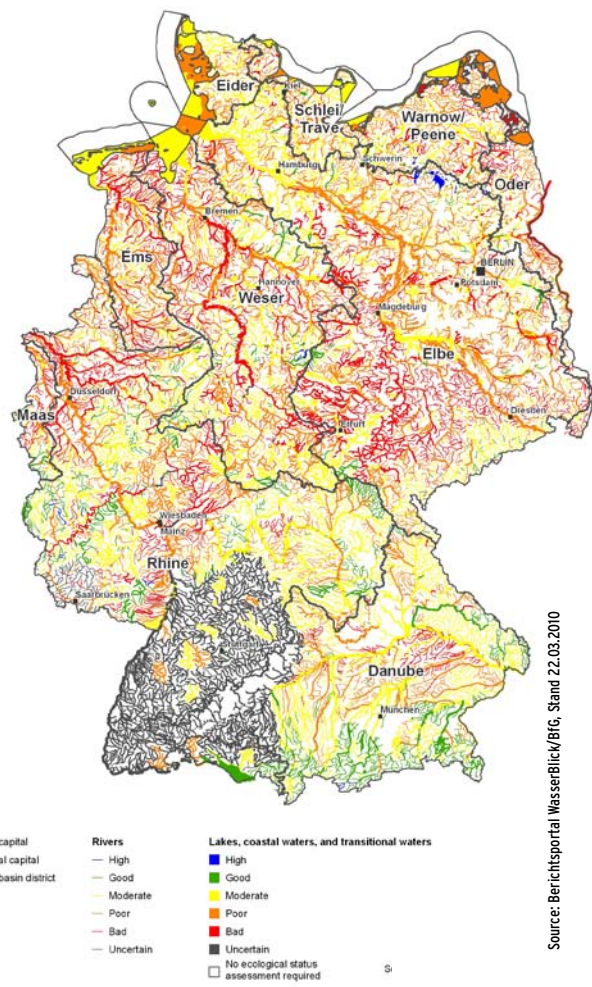 Eider
Kiel
Schlei/
Trave
Warnow/
Peene
Hamburg
Schwerin
Oder
Bremen
Ems
BERLIN
Hannover
Potsdam
Weser
Magdeburg
Elbe
Düsseldorf
Maas
Dresden
Erfurt
Wiesbaden
Mainz
Rhine
Saarbrücken
Stuttgart
Danube
München
Source: Berichtsportal WasserBlick/BfG, Stand 22.03.2010
capital
al capital
basin district
Rivers
High
Good
Moderate
Poor
Bad
Uncertain
Lakes, coastal waters, and transitional waters
High
Good
Moderate
Poor
Bad
Uncertain
No ecological status
assessment required